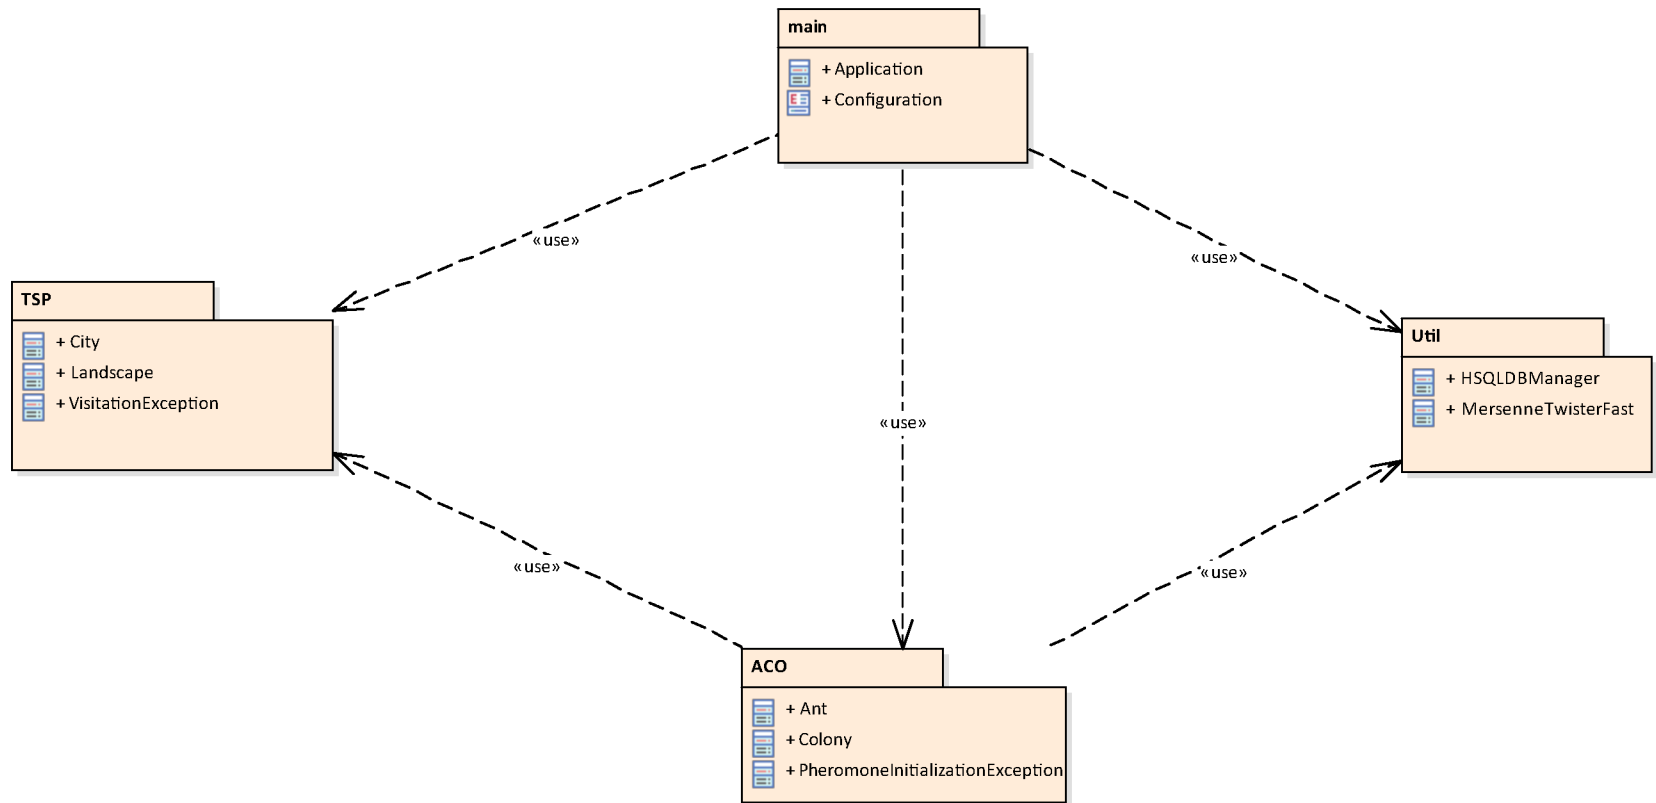 main
+ Application
+ Configuration
«use»
«use»
TSP
+ City
+ Landscape
+ VisitationException
Util
+ HSQLDBManager
+ MersenneTwisterFast
«use»
«use»
«use»
ACO
+ Ant
+ Colony
+ PheromoneInitializationException